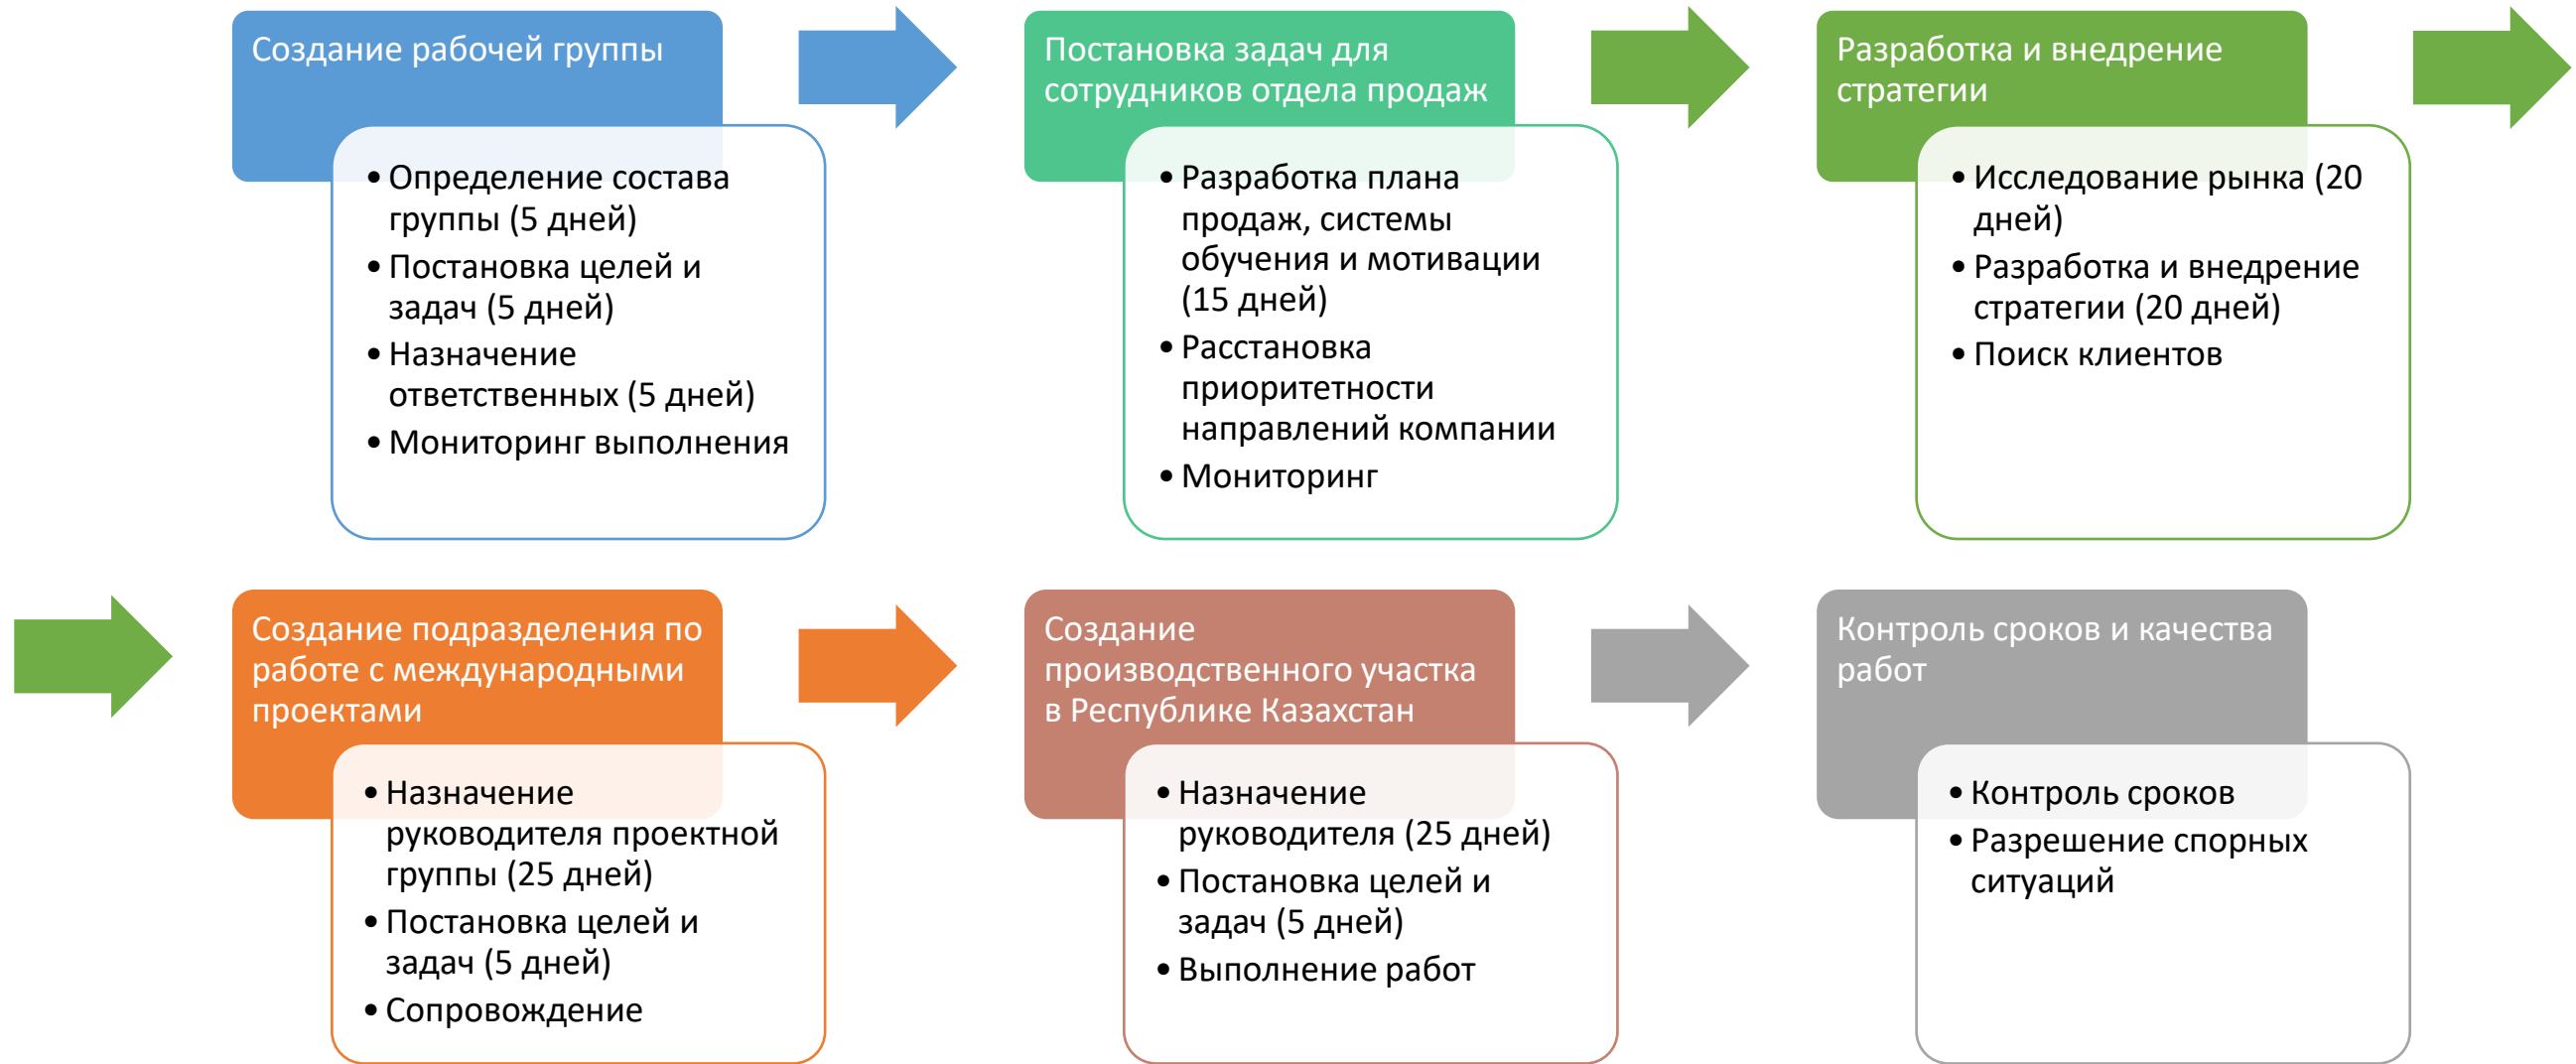 Создание рабочей группы
• Определение состава
группы (5 дней)
• Постановка целей и
задач (5 дней)
• Назначение
ответственных (5 дней)
• Мониторинг выполнения
Постановка задач для
сотрудников отдела продаж
• Разработка плана
продаж, системы
обучения и мотивации
(15 дней)
• Расстановка
приоритетности
направлений компании
• Мониторинг
Разработка и внедрение
стратегии
• Исследование рынка (20
дней)
• Разработка и внедрение
стратегии (20 дней)
• Поиск клиентов
Создание подразделения по
работе с международными
проектами
• Назначение
руководителя проектной
группы (25 дней)
• Постановка целей и
задач (5 дней)
• Сопровождение
Создание
производственного участка
в Республике Казахстан
• Назначение
руководителя (25 дней)
• Постановка целей и
задач (5 дней)
• Выполнение работ
Контроль сроков и качества
работ
• Контроль сроков
• Разрешение спорных
ситуаций